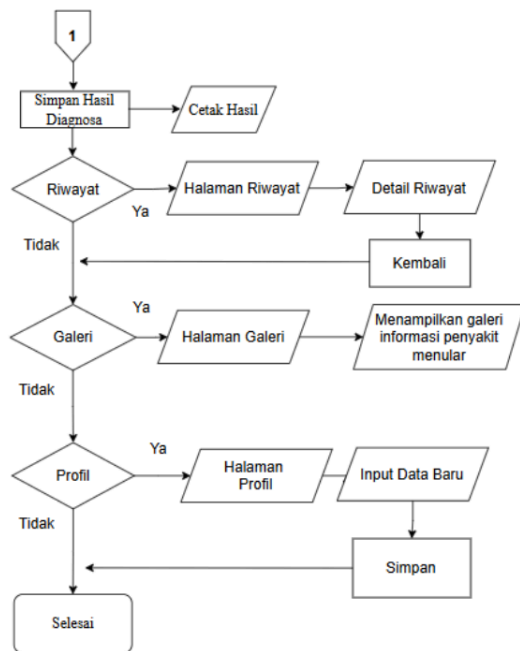 1
Simpan Hasil
Diagnosa
Cetak Hasil
Riwayat
Ya
Halaman Riwayat
Detail Riwayat
Tidak
Kembali
Galeri
Ya
Halaman Galeri
Menampilkan galeri
informasi penyakit
menular
Tidak
Profil
Ya
Halaman
Profil
Input Data Baru
Tidak
Simpan
Selesai